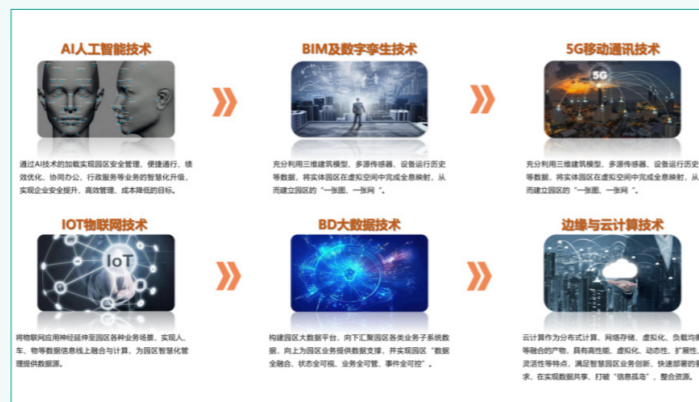 AI人工智能技术
BIM及数字孪生技术
5G移动通讯技术
5G
通过AI技术的加载实现园区安全管理、便捷通行、绩
效优化、协同办公、行政服务等业务的智慧化升级，
实现企业安全提升、高效管理、成本降低的目标。
充分利用三维建筑模型、多源传感器、设备运行历史
等数据，将实体园区在虚拟空间中完成全息映射，从
而建立园区的“一张图、一张网“。
充分利用三维建筑模型、多源传感器、设备运行历史
等数据，将实体园区在虚拟空间中完成全息映射，从
而建立园区的“一张图、一张网“。
IOT物联网技术
BD大数据技术
边缘与云计算技术
IoT
将物联网应用神经延伸至园区各种业务场景，实现人、
车、物等数据信息线上融合与计算，为园区智慧化管
理提供数据源。
构建园区大数据平台，向下汇聚园区各类业务子系统数
据，向上为园区业务提供数据支撑，并实现园区“数据
全融合、状态全可视、业务全可管、事件全可控”。
云计算作为分布式计算、网络存储、虚拟化、负载均衡
等融合的产物，具有高性能、虚拟化、动态性、扩展性、
灵活性等特点，满足智慧园区业务创新、快速部署的要
求，在实现数据共享、打破“信息孤岛”，整合资源。